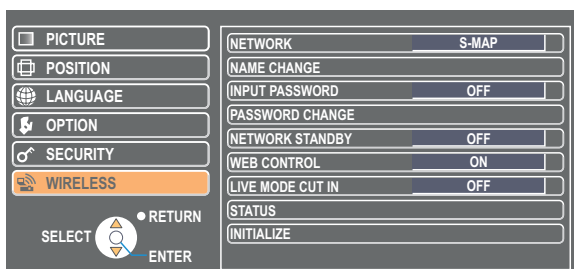 PICTURE
POSITION
LANGUAGE
OPTION
SECURITY
WIRELESS
RETURN
SELECT
ENTER
NETWORK S-MAP
NAME CHANGE
INPUT PASSWORD OFF
PASSWORD CHANGE
NETWORK STANDBY OFF
WEB CONTROL ON
LIVE MODE CUT IN OFF
STATUS
INITIALIZE